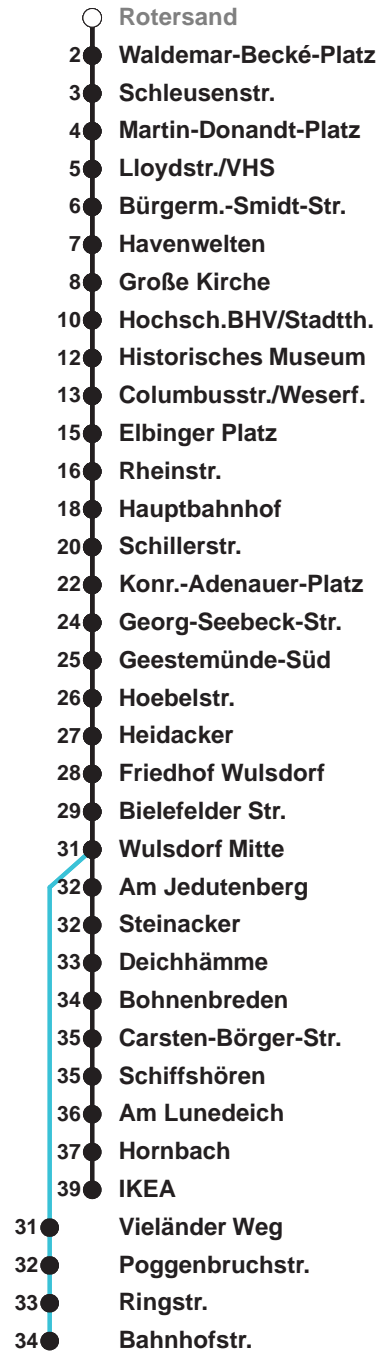 Rotersand
2 Waldemar-Becké-Platz
3 Schleusenstr.
4 Martin-Donandt-Platz
5 Lloydstr./VHS
6 Bürgerm.-Smidt-Str.
7 Havenwelten
8 Große Kirche
10 Hochsch.BHV/Stadtth.
12 Historisches Museum
13 Columbusstr./Weserf.
15 Elbinger Platz
16 Rheinstr.
18 Hauptbahnhof
20 Schillerstr.
22 Konr.-Adenauer-Platz
24 Georg-Seebeck-Str.
25 Geestemünde-Süd
26 Hoebelstr.
27 Heidacker
28 Friedhof Wulsdorf
29 Bielefelder Str.
31 Wulsdorf Mitte
32 Am Jedutenberg
32 Steinacker
33 Deichhämme
34 Bohnenbreden
35 Carsten-Börger-Str.
35 Schiffshören
36 Am Lunedeich
37 Hornbach
39 IKEA
31 Vieländer Weg
32 Poggenbruchstr.
33 Ringstr.
34 Bahnhofstr.